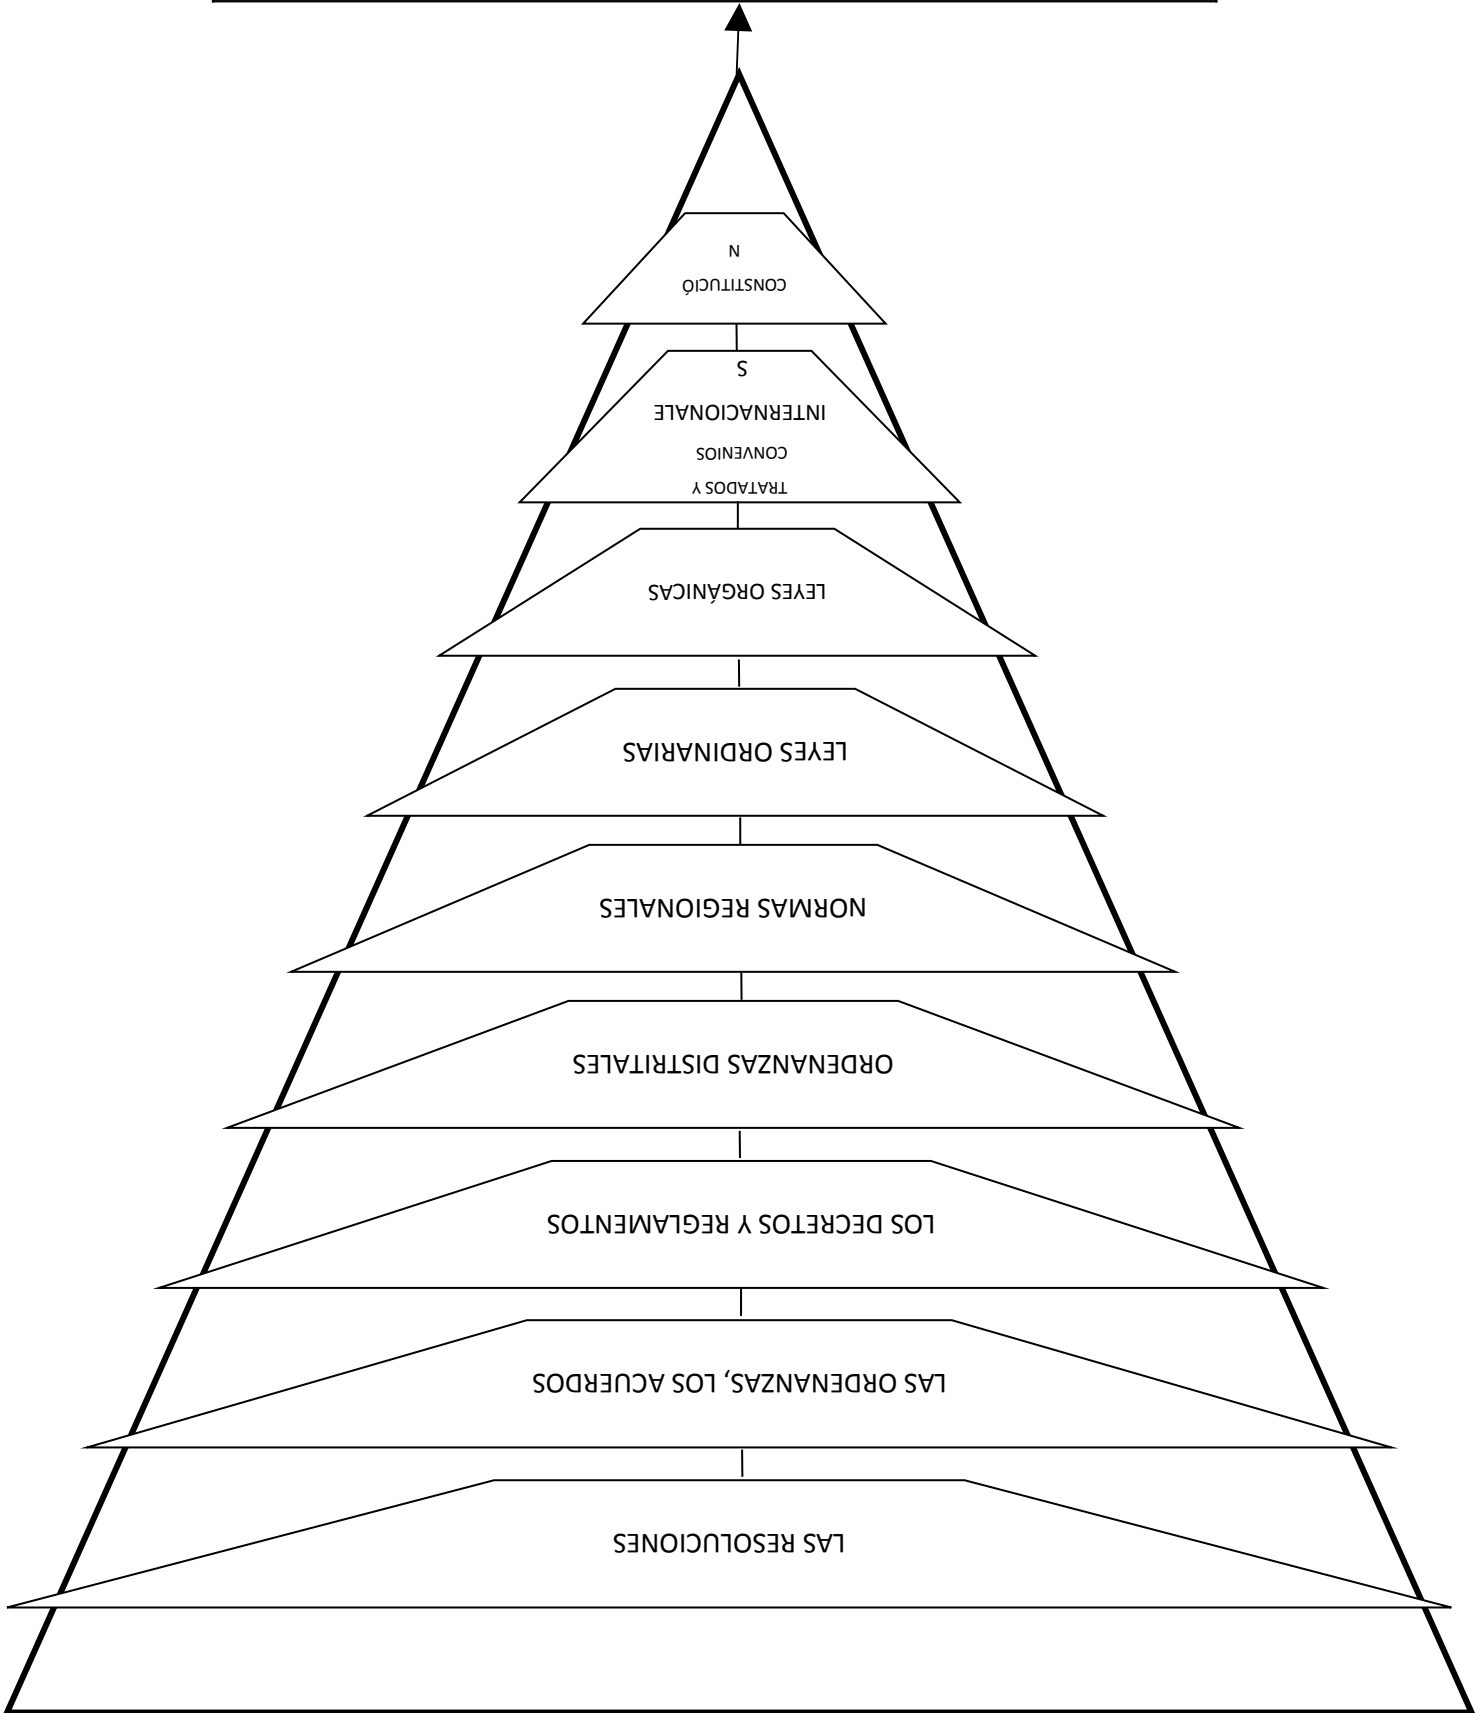 LAS RESOLUCIONES
LAS ORDENANZAS, LOS ACUERDOS
LOS DECRETOS Y REGLAMENTOS
ORDENANZAS DISTRITALES
NORMAS REGIONALES
LEYES ORDINARIAS
LEYES ORGÁNICAS
TRATADOS Y
CONVENIOS
INTERNACIONALE
S
CONSTITUCIÓ
N